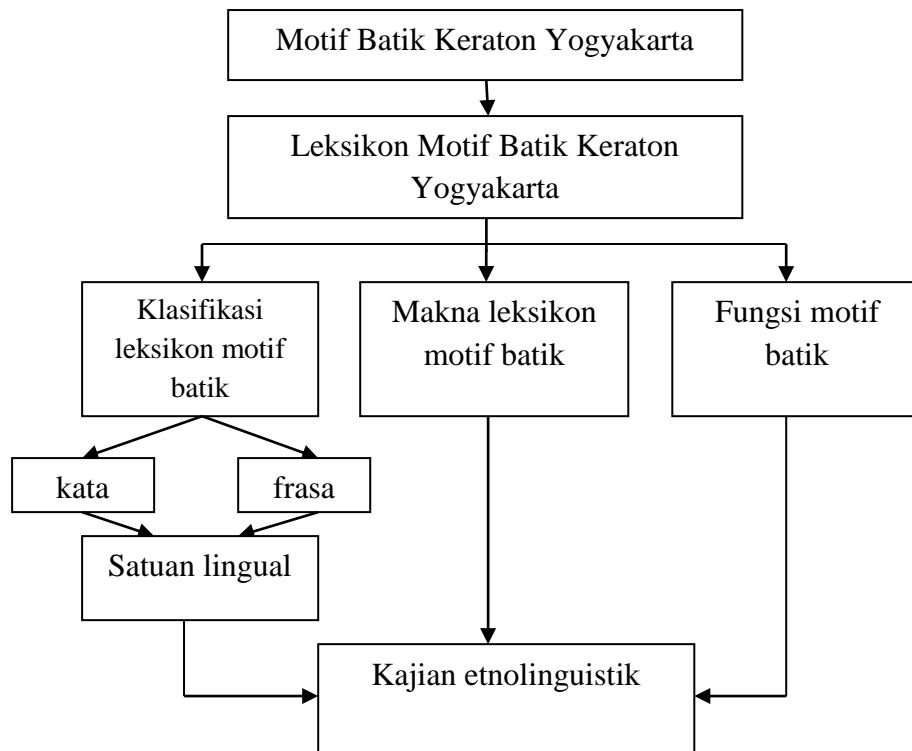 Motif Batik Keraton Yogyakarta
Leksikon Motif Batik Keraton
Yogyakarta
Klasifikasi
leksikon motif
batik
Makna leksikon
motif batik
Fungsi motif
batik
kata
frasa
Satuan lingual
Kajian etnolinguistik